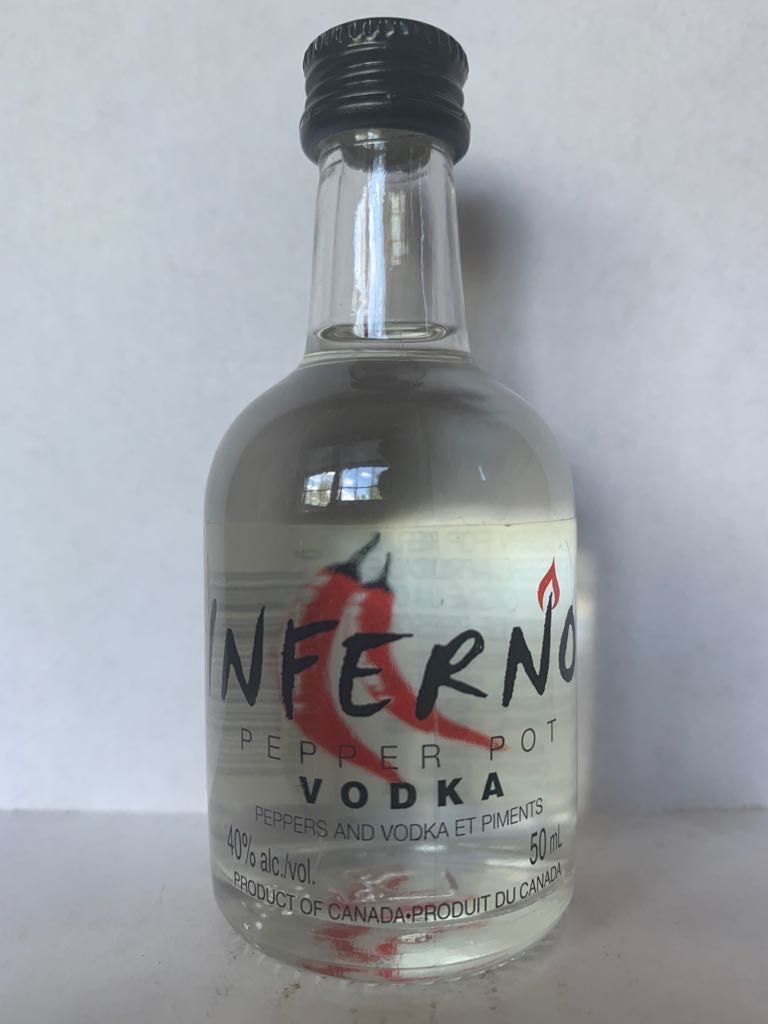 INFERNO
PEPPER POT
VODKA
PEPPERS AND VODKA ET PIMENTS
40% alc./vol.
50 mL
PRODUCT OF CANADA•PRODUIT DU CANADA